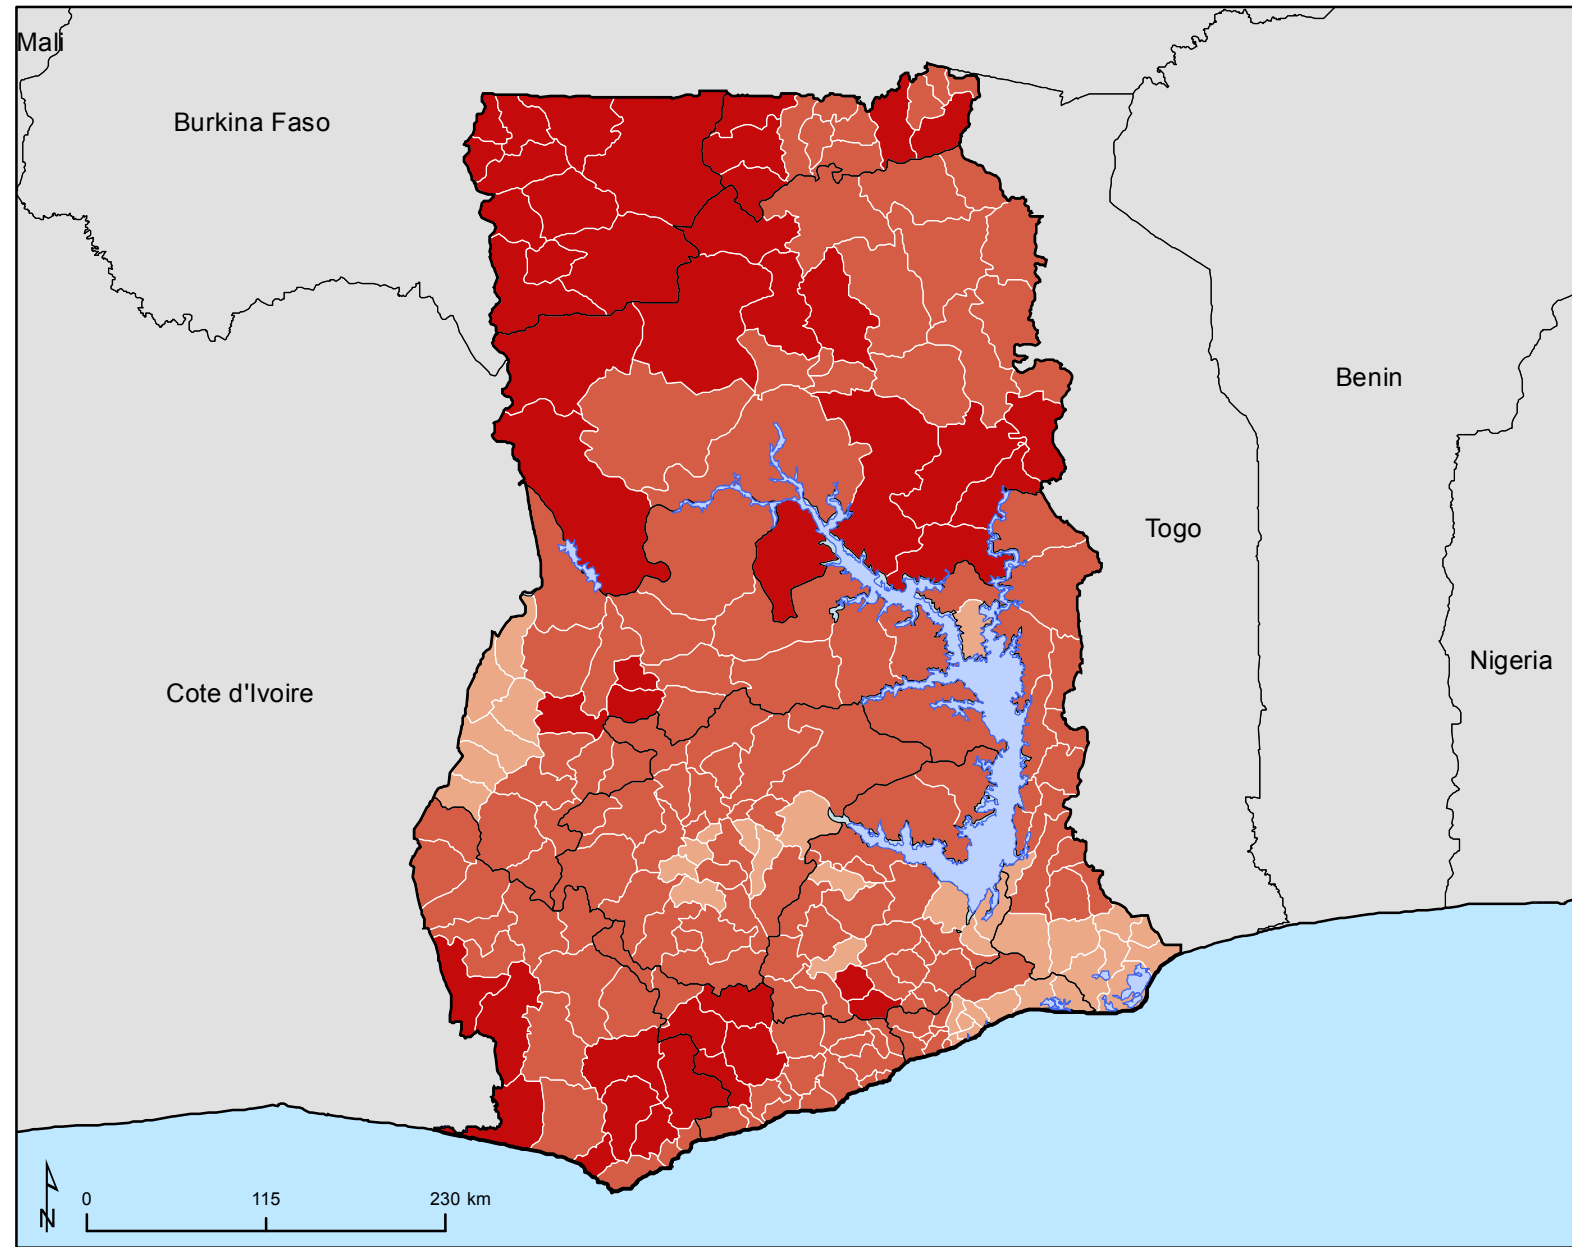 Mali
Burkina Faso
Benin
Togo
Nigeria
Cote d'Ivoire
N
0 115 230 km